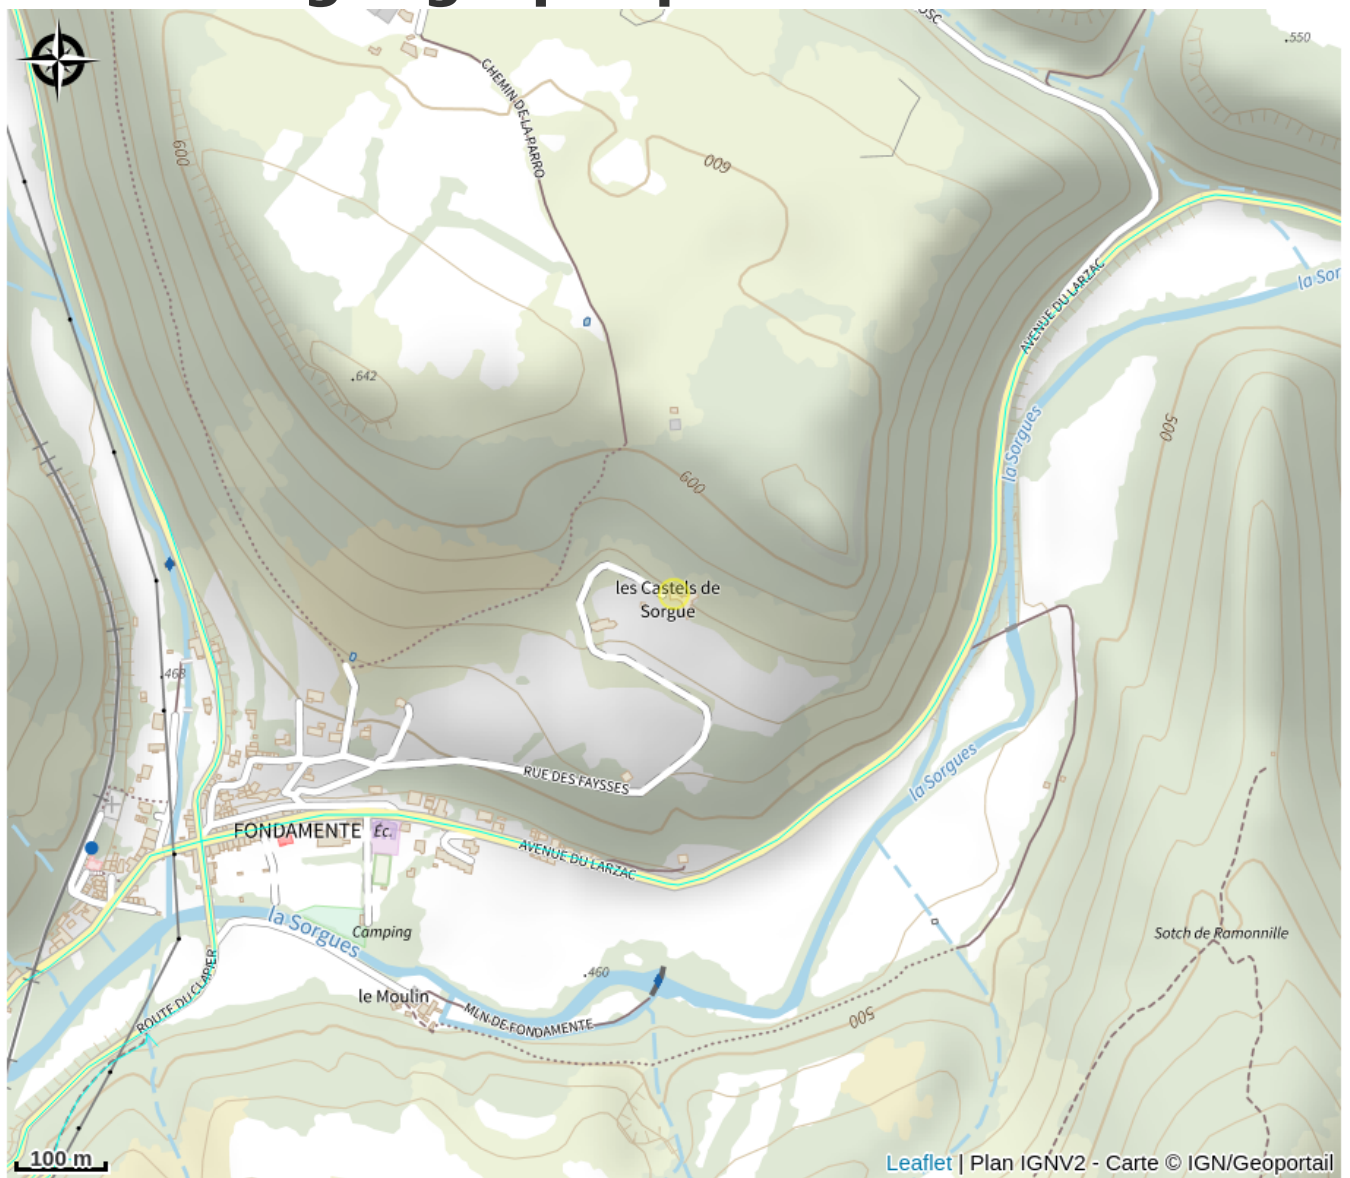 .550
CHEMIN DE LA PARRO
600
600
la Sor
AVENUE DU LARZAC
.642
500
la Sorgues
600
les Castels de
Sorgue
.468
la Sorgues
RUE DES FAYSSES
FONDAMENTE
Éc.
AVENUE DU LARZAC
la Sorgues
Camping
Sotch de Ramonnille
.460
le Moulin
ROUTE DU CLAPIER
MLN DE FONDAMENTE
500
100 m
Leaflet | Plan IGNV2 - Carte © IGN/Geoportail